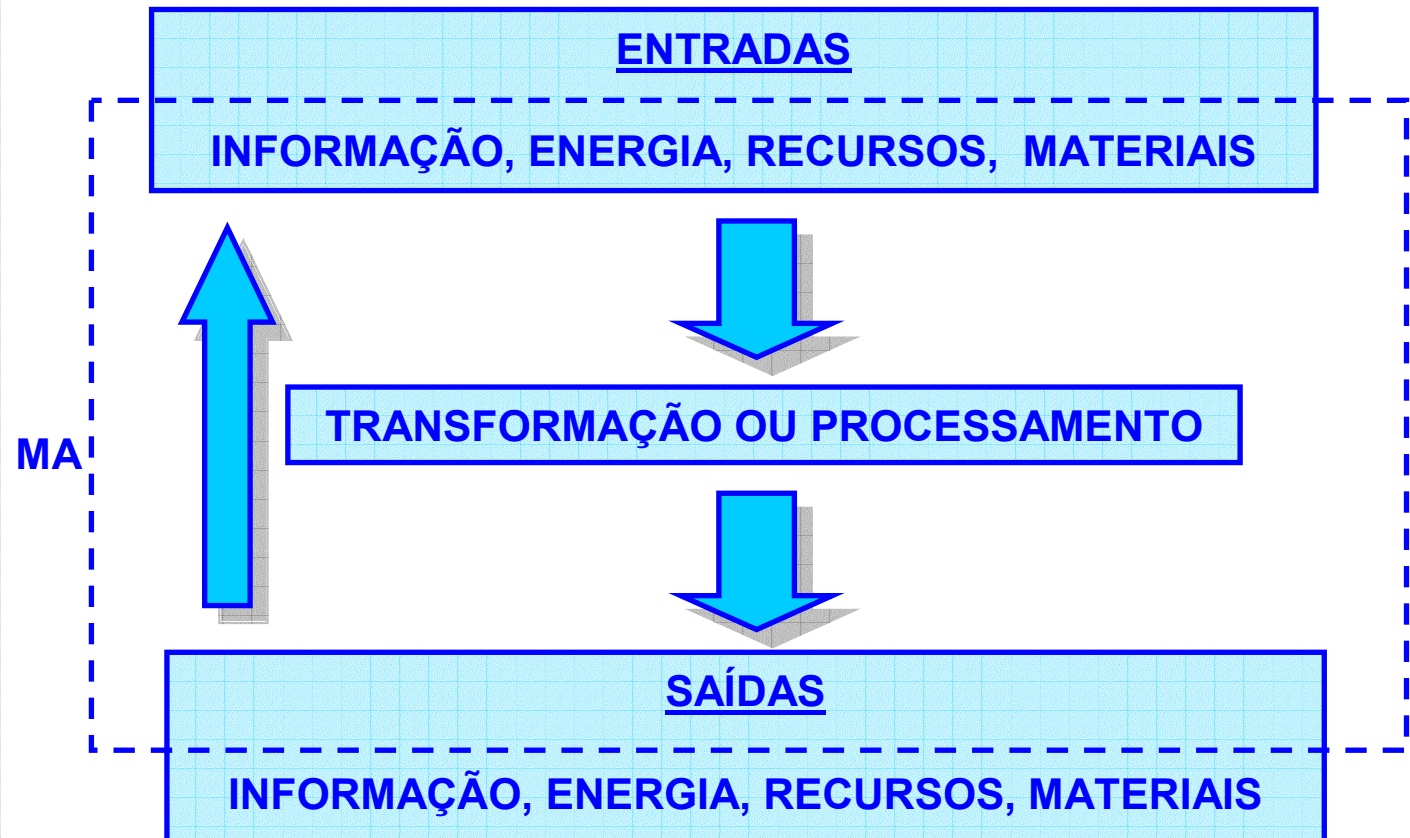 ENTRADAS
INFORMAÇÃO, ENERGIA, RECURSOS, MATERIAIS
TRANSFORMAÇÃO OU PROCESSAMENTO
MA
SAÍDAS
INFORMAÇÃO, ENERGIA, RECURSOS, MATERIAIS